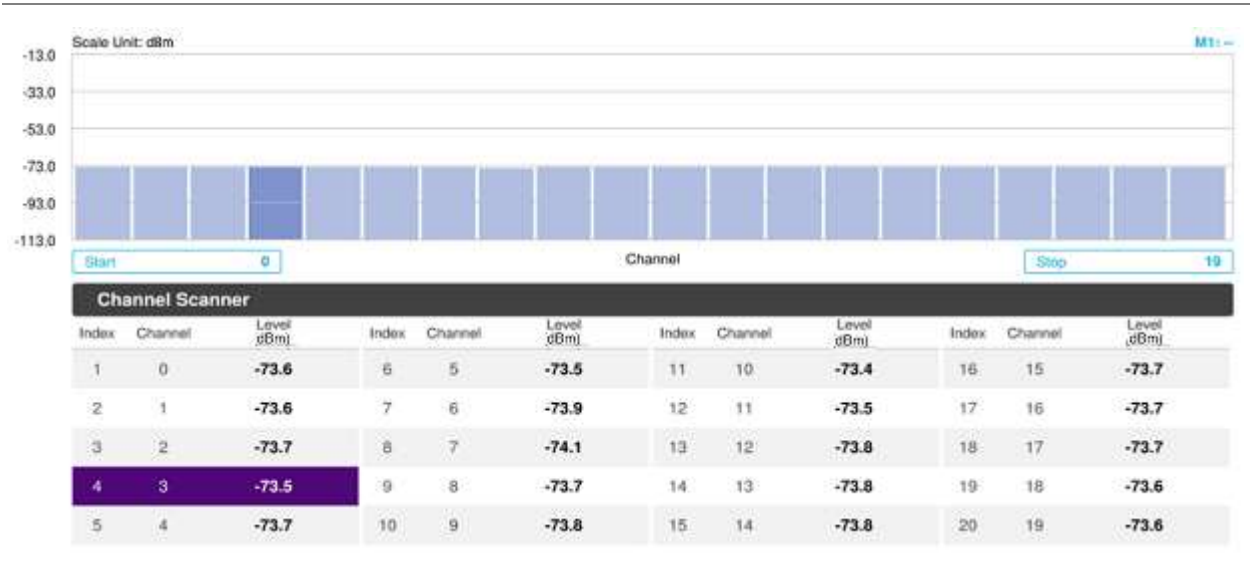 Scale Unit: dBm M1: --
-13.0
-33.0
-53.0
-73.0
-93.0
-113.0
Start 0 Channel Stop 19
Channel Scanner
Index Channel Level (dBm) Index Channel Level (dBm) Index Channel Level (dBm) Index Channel Level (dBm)
1 0 -73.6 6 5 -73.5 11 10 -73.4 16 15 -73.7
2 1 -73.6 7 6 -73.9 12 11 -73.5 17 16 -73.7
3 2 -73.7 8 7 -74.1 13 12 -73.8 18 17 -73.7
4 3 -73.5 9 8 -73.7 14 13 -73.8 19 18 -73.6
5 4 -73.7 10 9 -73.8 15 14 -73.8 20 19 -73.6